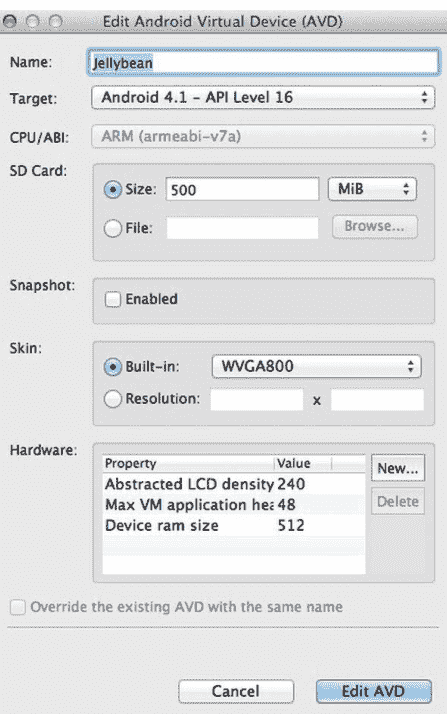 Edit Android Virtual Device (AVD)
Name: Jellybean
Target: Android 4.1 – API Level 16
CPU/ABI: ARM (armeabi-v7a)
SD Card:
Size: 500 MiB
File: Browse...
Snapshot:
Enabled
Skin:
Built-in: WVGA800
Resolution: x
Hardware:
Property Value New...
Abstracted LCD density 240
Max VM application hea 48 Delete
Device ram size 512
Override the existing AVD with the same name
Cancel Edit AVD